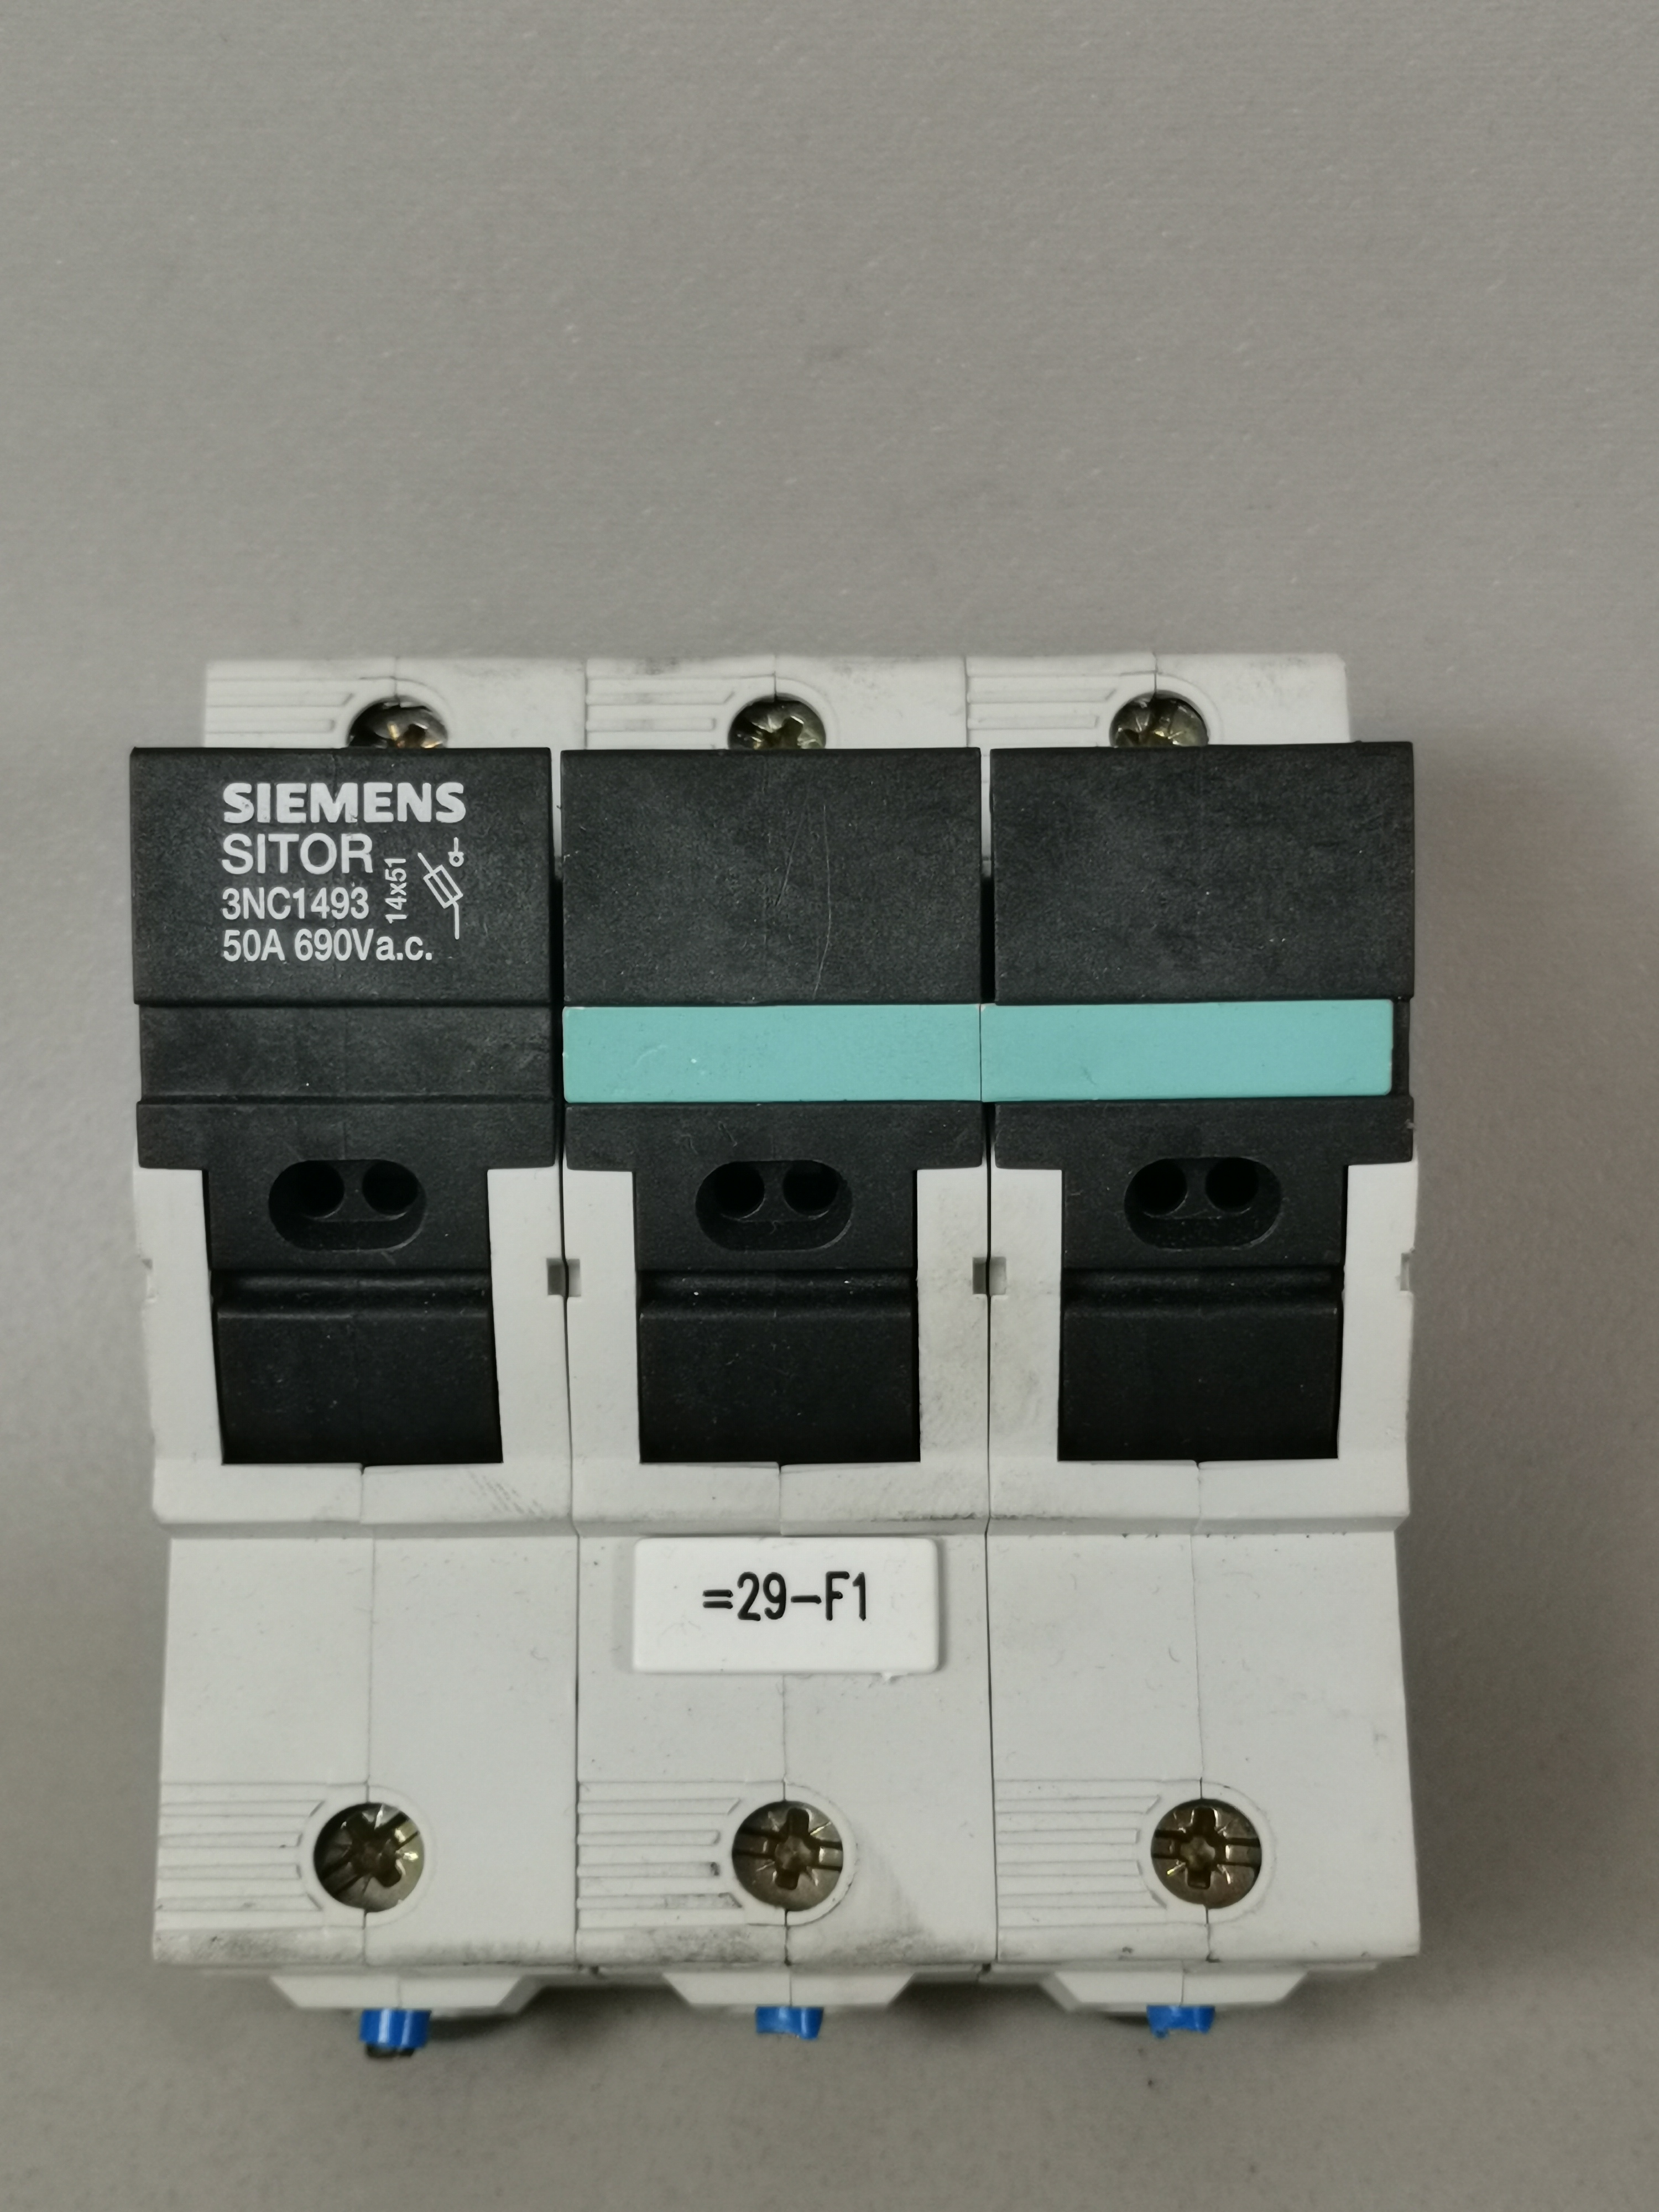 SIEMENS
SITOR
3NC1493
14x51
50A 690Va.c.
=29-F1